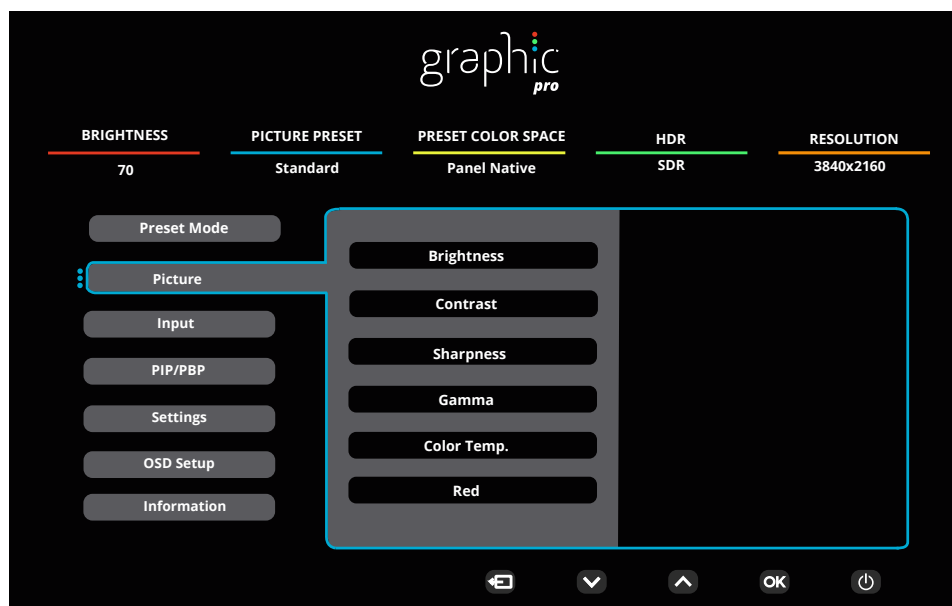 graphic
pro
BRIGHTNESS PICTURE PRESET PRESET COLOR SPACE HDR RESOLUTION
70 Standard Panel Native SDR 3840x2160
Preset Mode
Picture
Input
PIP/PBP
Settings
OSD Setup
Information
Brightness
Contrast
Sharpness
Gamma
Color Temp.
Red
OK